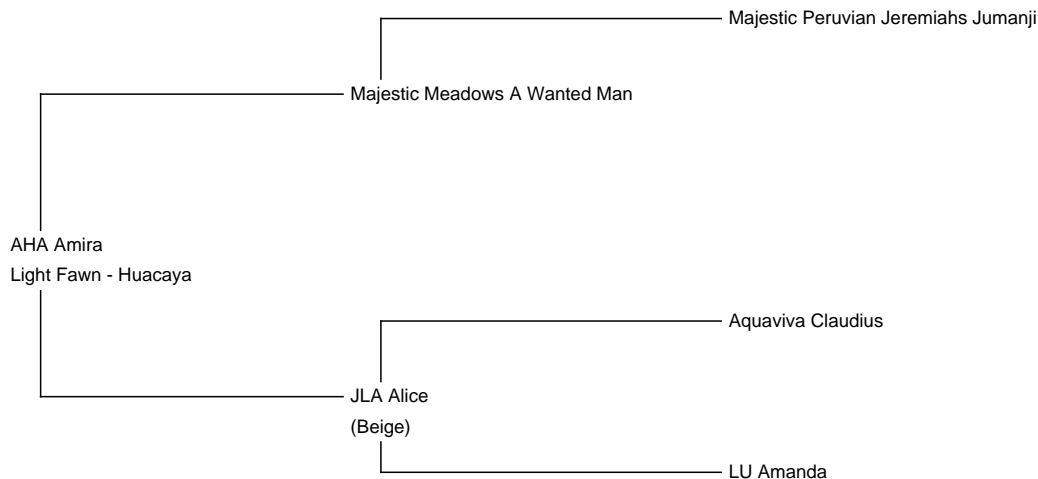 Majestic Peruvian Jeremiahs Jumanji
Majestic Meadows A Wanted Man
AHA Amira
Light Fawn - Huacaya
Aquaviva Claudius
JLA Alice
(Beige)
LU Amanda